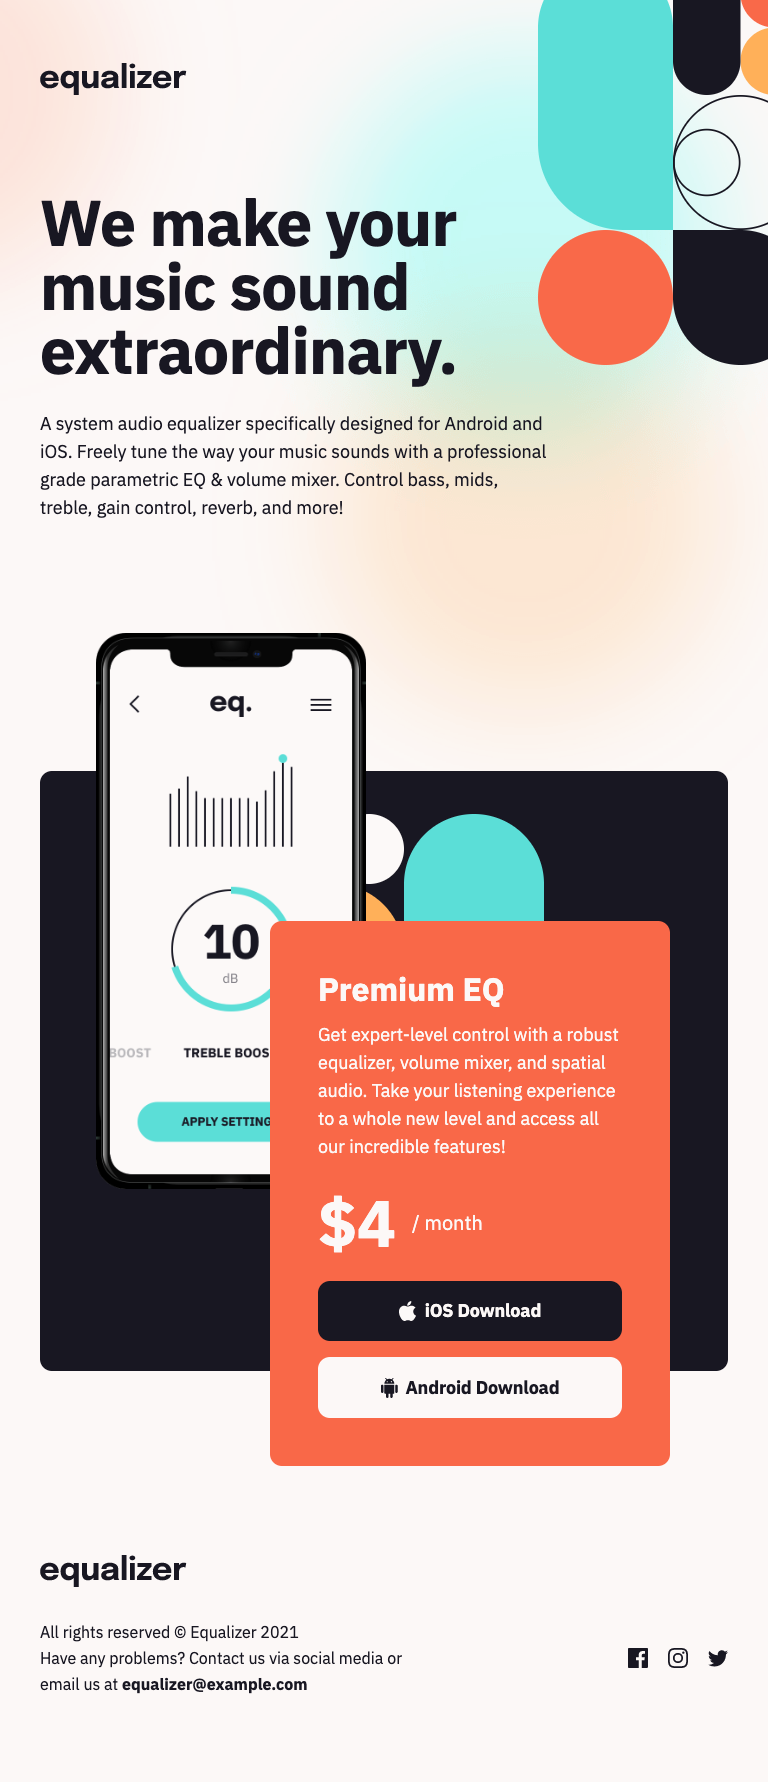 equalizer
We make your
music sound
extraordinary.
A system audio equalizer specifically designed for Android and
iOS. Freely tune the way your music sounds with a professional
grade parametric EQ & volume mixer. Control bass, mids,
treble, gain control, reverb, and more!
eq.
10
dB
BOOST
TREBLE BOOS
APPLY SETTING
Premium EQ
Get expert-level control with a robust
equalizer, volume mixer, and spatial
audio. Take your listening experience
to a whole new level and access all
our incredible features!
$4 / month
iOS Download
Android Download
equalizer
All rights reserved © Equalizer 2021
Have any problems? Contact us via social media or
email us at equalizer@example.com